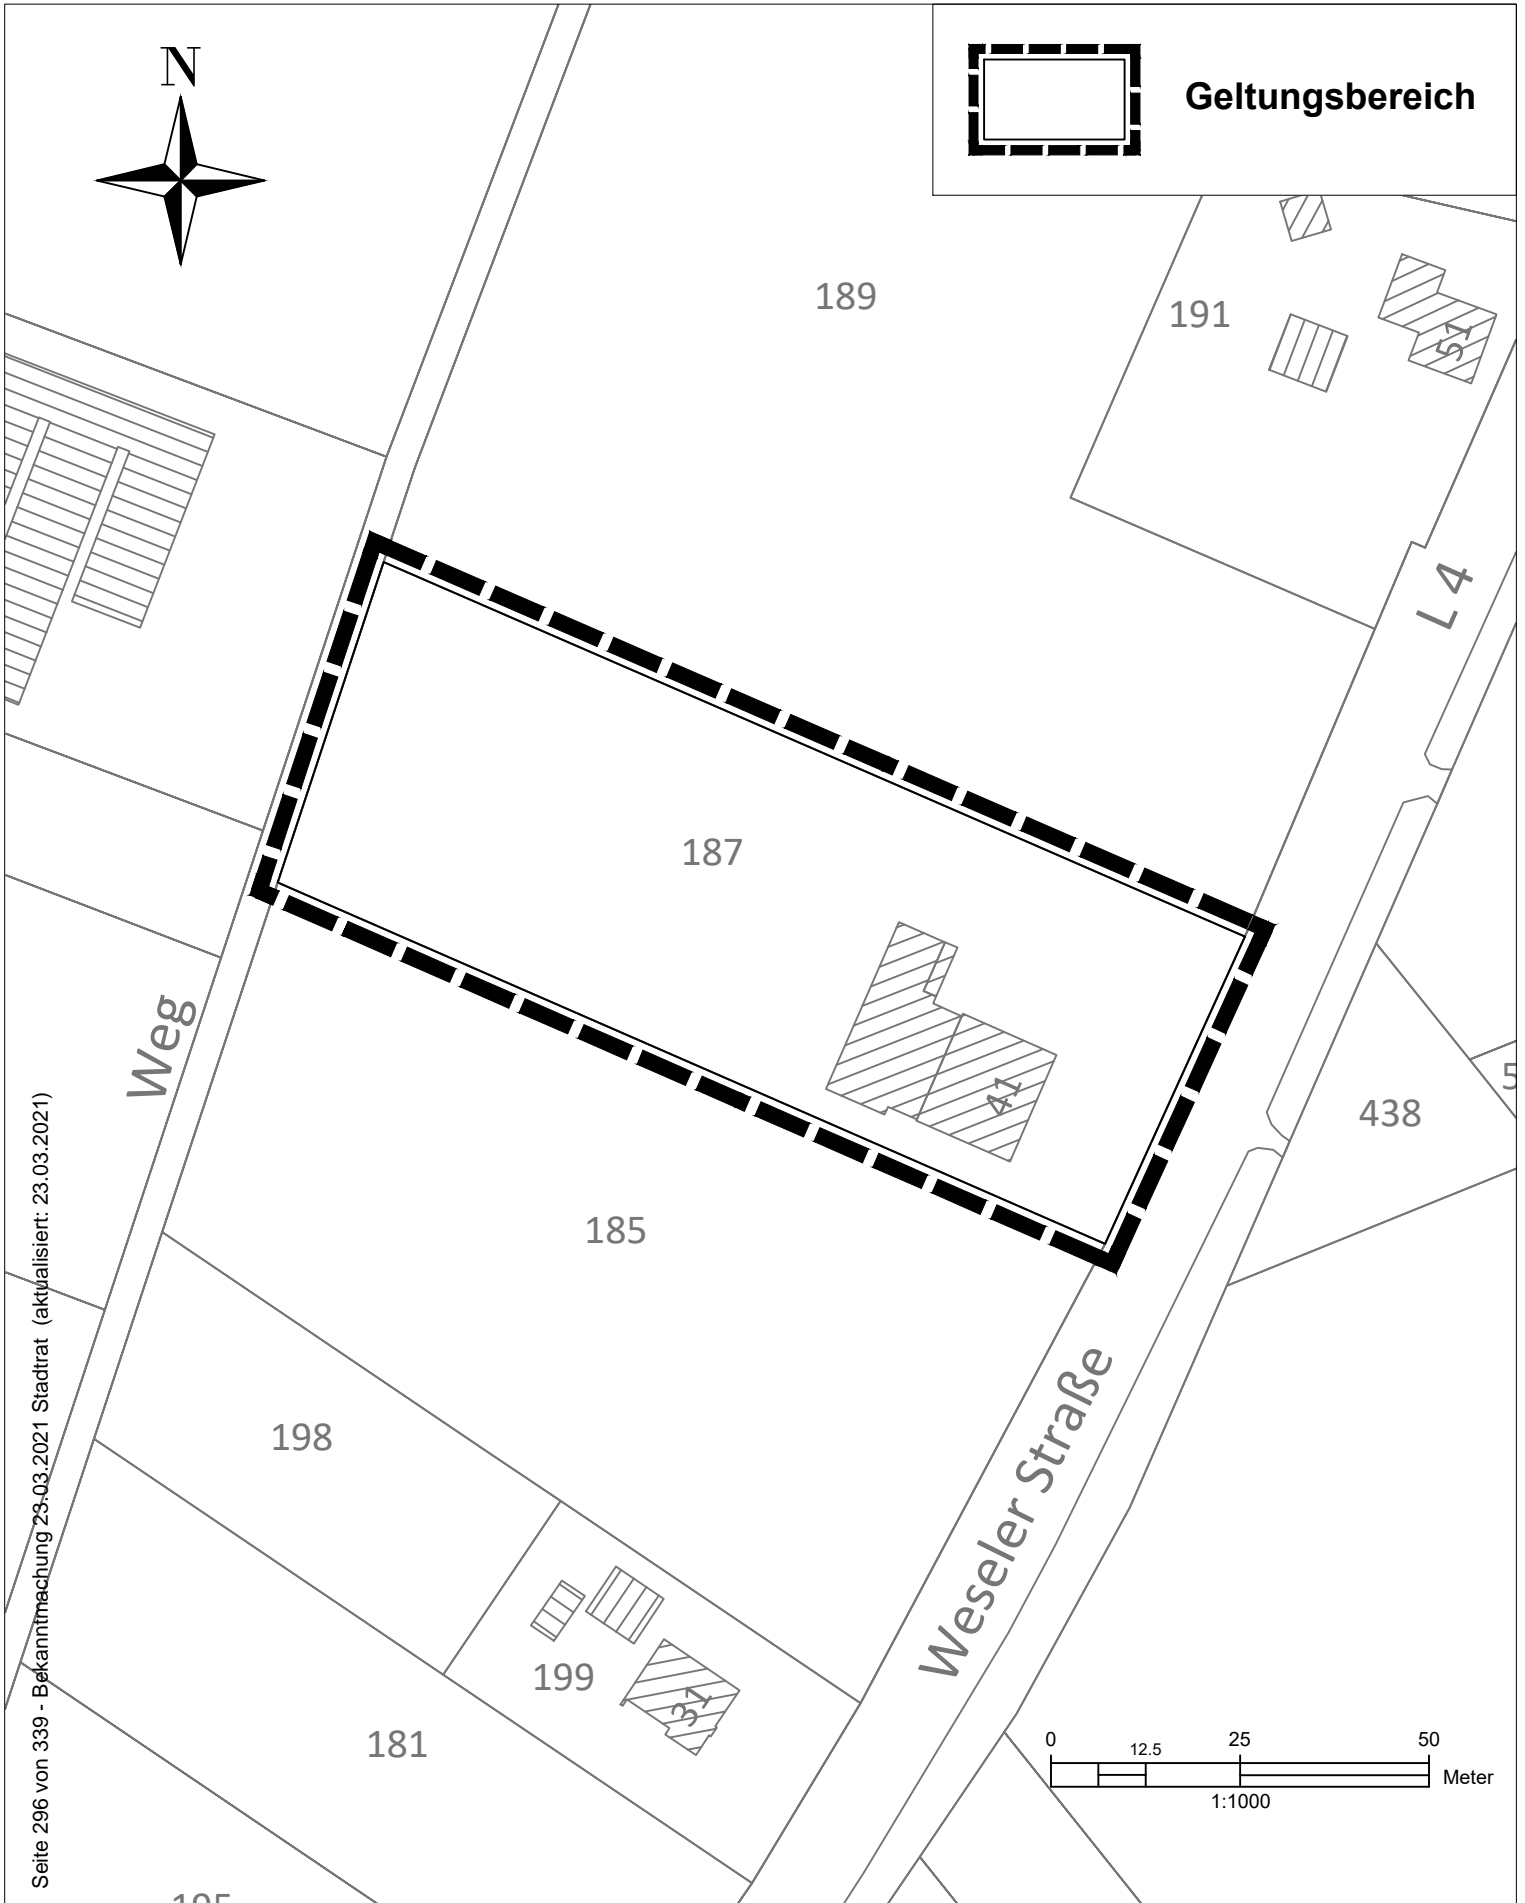 N
Geltungsbereich
189
191
51
L 4
187
41
Weg
438
185
Weseler Straße
198
199
31
181
0 12.5 25 50
Meter
1:1000
Seite 296 von 339 - Bekanntmachung 23.03.2021 Stadtrat (aktualisiert: 23.03.2021)